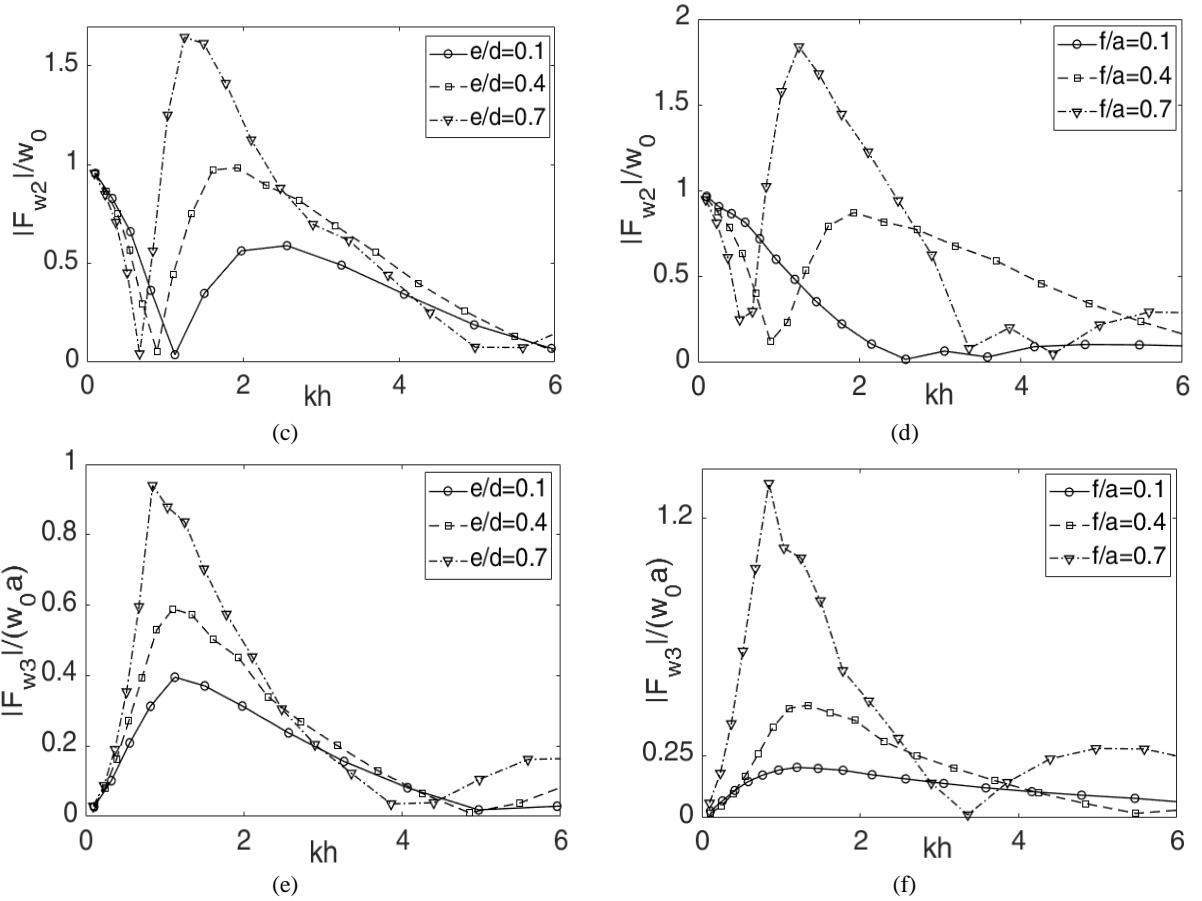 |F_w2|/w_0
1.5
1
0.5
0
0
2
4
6
kh
e/d=0.1
e/d=0.4
e/d=0.7
(c)
|F_w2|/w_0
2
1.5
1
0.5
0
0
2
4
6
kh
f/a=0.1
f/a=0.4
f/a=0.7
(d)
|F_w3|/(w_0a)
1
0.8
0.6
0.4
0.2
0
0
2
4
6
kh
e/d=0.1
e/d=0.4
e/d=0.7
(e)
|F_w3|/(w_0a)
1.2
0.25
0
0
2
4
6
kh
f/a=0.1
f/a=0.4
f/a=0.7
(f)